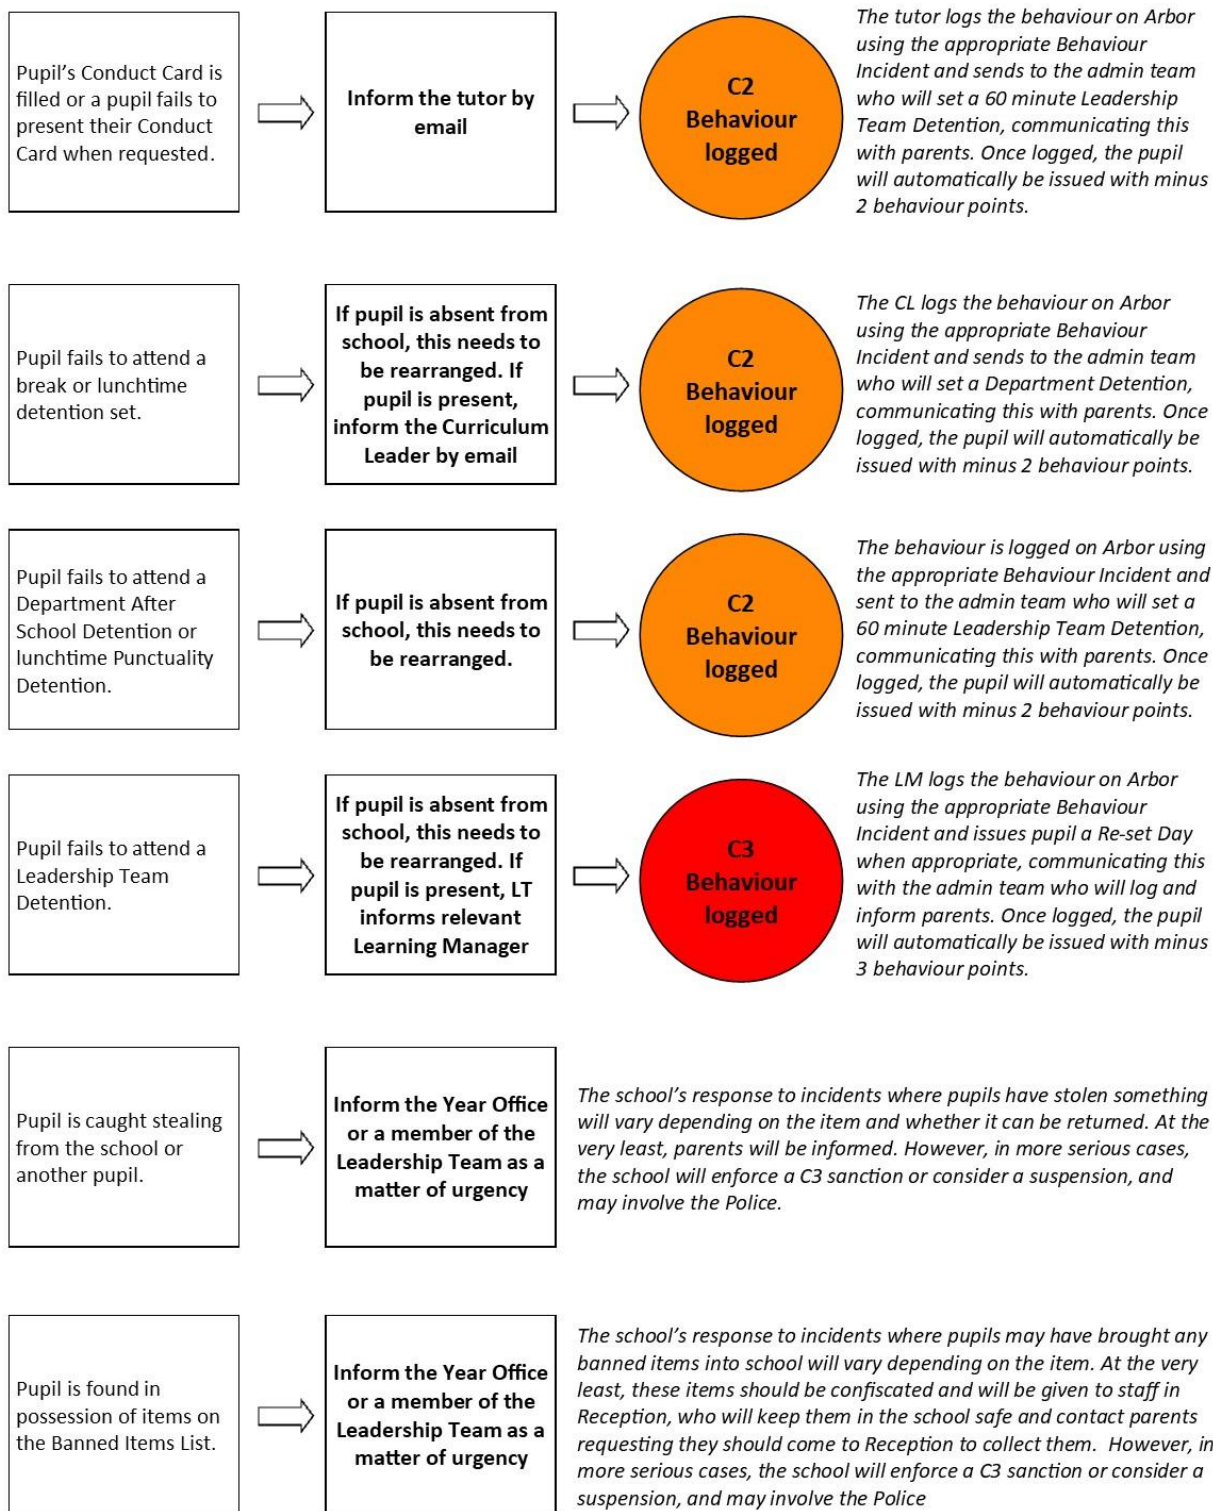 Pupil’s Conduct Card is
filled or a pupil fails to
present their Conduct
Card when requested.
Inform the tutor by
email
C2
Behaviour
logged
The tutor logs the behaviour on Arbor
using the appropriate Behaviour
Incident and sends to the admin team
who will set a 60 minute Leadership
Team Detention, communicating this
with parents. Once logged, the pupil
will automatically be issued with minus
2 behaviour points.
Pupil fails to attend a
break or lunchtime
detention set.
If pupil is absent from
school, this needs to
be rearranged. If
pupil is present,
inform the Curriculum
Leader by email
C2
Behaviour
logged
The CL logs the behaviour on Arbor
using the appropriate Behaviour
Incident and sends to the admin team
who will set a Department Detention,
communicating this with parents. Once
logged, the pupil will automatically be
issued with minus 2 behaviour points.
Pupil fails to attend a
Department After
School Detention or
lunchtime Punctuality
Detention.
If pupil is absent from
school, this needs to
be rearranged.
C2
Behaviour
logged
The behaviour is logged on Arbor using
the appropriate Behaviour Incident and
sent to the admin team who will set a
60 minute Leadership Team Detention,
communicating this with parents. Once
logged, the pupil will automatically be
issued with minus 2 behaviour points.
Pupil fails to attend a
Leadership Team
Detention.
If pupil is absent from
school, this needs to
be rearranged. If
pupil is present, LT
informs relevant
Learning Manager
C3
Behaviour
logged
The LM logs the behaviour on Arbor
using the appropriate Behaviour
Incident and issues pupil a Re-set Day
when appropriate, communicating this
with the admin team who will log and
inform parents. Once logged, the pupil
will automatically be issued with minus
3 behaviour points.
Pupil is caught stealing
from the school or
another pupil.
Inform the Year Office
or a member of the
Leadership Team as a
matter of urgency
The school’s response to incidents where pupils have stolen something
will vary depending on the item and whether it can be returned. At the
very least, parents will be informed. However, in more serious cases,
the school will enforce a C3 sanction or consider a suspension, and
may involve the Police.
Pupil is found in
possession of items on
the Banned Items List.
Inform the Year Office
or a member of the
Leadership Team as a
matter of urgency
The school’s response to incidents where pupils may have brought any
banned items into school will vary depending on the item. At the very
least, these items should be confiscated and will be given to staff in
Reception, who will keep them in the school safe and contact parents
requesting they should come to Reception to collect them. However, in
more serious cases, the school will enforce a C3 sanction or consider a
suspension, and may involve the Police